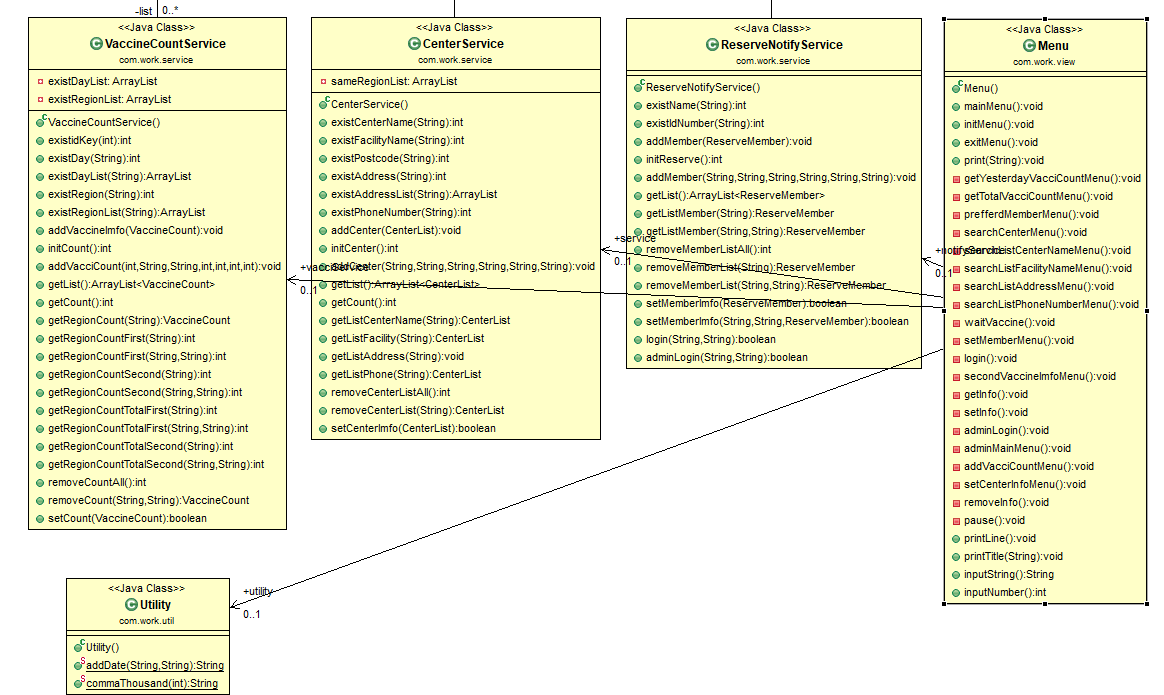 -list 0..*
<<Java Class>>
VaccineCountService
com.work.service
existDayList: ArrayList
existRegionList: ArrayList
VaccineCountService()
existidKey(int):int
existDay(String):int
existDayList(String):ArrayList
existRegion(String):int
existRegionList(String):ArrayList
addVaccineImfo(VaccineCount):void
initCount():int
addVacciCount(int,String,String,int,int,int,int):void
getList():ArrayList<VaccineCount>
getCount():int
getRegionCount(String):VaccineCount
getRegionCountFirst(String):int
getRegionCountFirst(String,String):int
getRegionCountSecond(String):int
getRegionCountSecond(String,String):int
getRegionCountTotalFirst(String):int
getRegionCountTotalFirst(String,String):int
getRegionCountTotalSecond(String):int
getRegionCountTotalSecond(String,String):int
removeCountAll():int
removeCount(String,String):VaccineCount
setCount(VaccineCount):boolean
<<Java Class>>
CenterService
com.work.service
sameRegionList: ArrayList
CenterService()
existCenterName(String):int
existFacilityName(String):int
existPostcode(String):int
existAddress(String):int
existAddressList(String):ArrayList
existPhoneNumber(String):int
addCenter(CenterList):void
initCenter():int
addCenter(String,String,String,String,String,String):void
getList():ArrayList<CenterList>
getCount():int
getListCenterName(String):CenterList
getListFacility(String):CenterList
getListAddress(String):void
getListPhone(String):CenterList
removeCenterListAll():int
removeCenterList(String):CenterList
setCenterImfo(CenterList):boolean
0..1
<<Java Class>>
ReserveNotifyService
com.work.service
ReserveNotifyService()
existName(String):int
existIdNumber(String):int
addMember(ReserveMember):void
initReserve():int
addMember(String,String,String,String,String,String):void
getList():ArrayList<ReserveMember>
getListMember(String):ReserveMember
getListMember(String,String):ReserveMember
removeMemberListAll():int
removeMemberList(String):ReserveMember
removeMemberList(String,String):ReserveMember
setMemberImfo(ReserveMember):boolean
setMemberImfo(String,String,ReserveMember):boolean
login(String,String):boolean
adminLogin(String,String):boolean
+service
0..1
<<Java Class>>
Menu
com.work.view
Menu()
mainMenu():void
initMenu():void
exitMenu():void
print(String):void
getYesterdayVacciCountMenu():void
getTotalVacciCountMenu():void
prefferdMemberMenu():void
searchCenterMenu():void
searchListFacilityNameMenu():void
searchListAddressMenu():void
searchListPhoneNumberMenu():void
waitVaccine():void
setMemberMenu():void
login():void
secondVaccineImfoMenu():void
getInfo():void
setInfo():void
adminLogin():void
adminMainMenu():void
addVacciCountMenu():void
setCenterInfoMenu():void
removeInfo():void
pause():void
printLine():void
printTitle(String):void
inputString():String
inputNumber():int
0..1
<<Java Class>>
Utility
com.work.util
Utility()
addDate(String,String):String
commaThousand(int):String
+utility
0..1